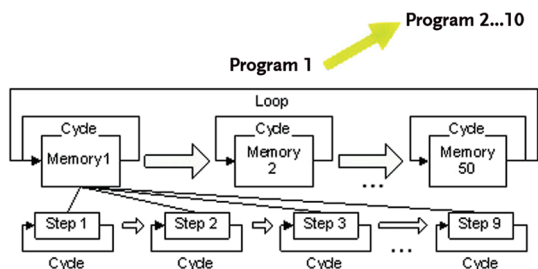 Program 2...10
Program 1
Loop
Cycle
Cycle
Cycle
Memory1
Memory
2
...
Memory
50
Step 1
Step 2
Step 3
...
Step 9
Cycle
Cycle
Cycle
Cycle